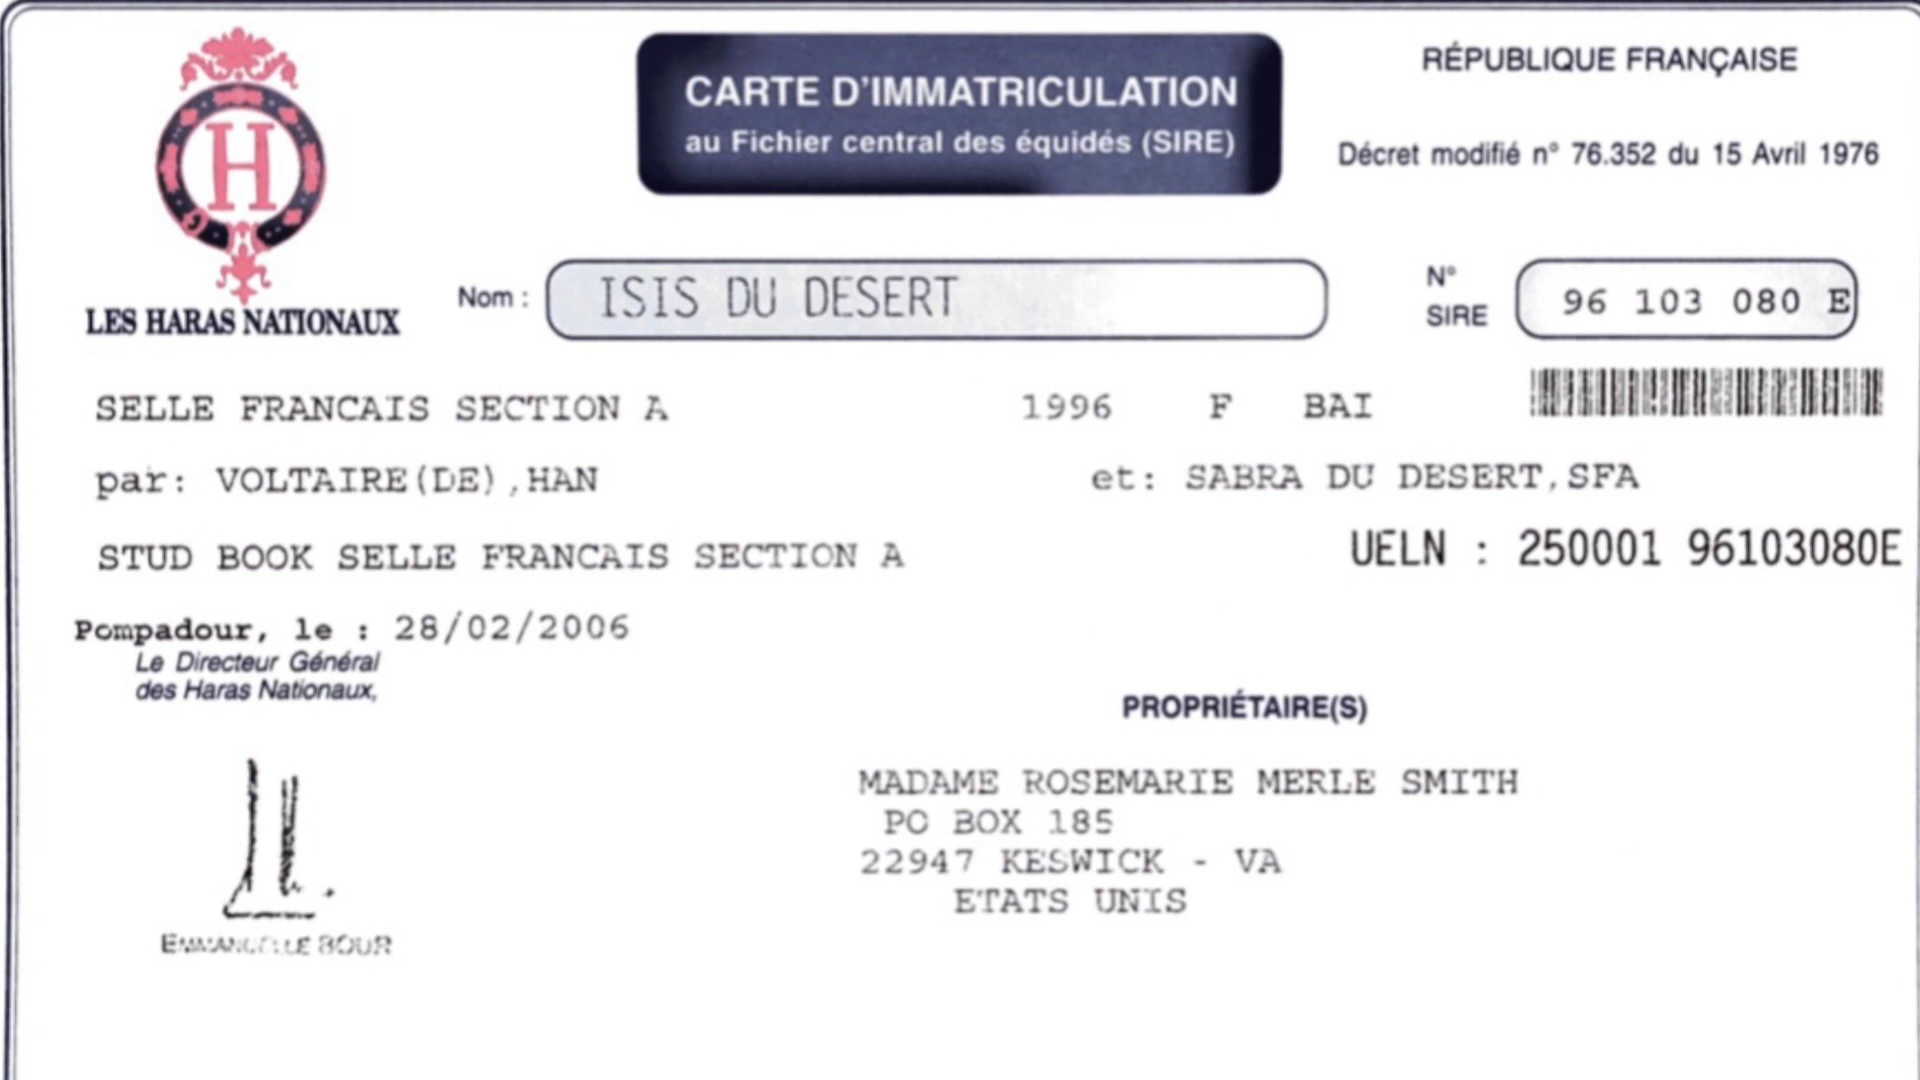 RÉPUBLIQUE FRANÇAISE
CARTE D'IMMATRICULATION
au Fichier central des équidés (SIRE)
Décret modifié n° 76.352 du 15 Avril 1976
H
LES HARAS NATIONAUX
Nom : ISIS DU DESERT
N° SIRE 96 103 080 E
SELLE FRANCAIS SECTION A 1996 F BAI
par: VOLTAIRE(DE),HAN et: SABRA DU DESERT,SFA
STUD BOOK SELLE FRANCAIS SECTION A UELN : 250001 96103080E
Pompadour, le : 28/02/2006
Le Directeur Général
des Haras Nationaux,
PROPRIÉTAIRE(S)
MADAME ROSEMARIE MERLE SMITH
PO BOX 185
22947 KESWICK - VA
ETATS UNIS
EMMANUELLE BOUR